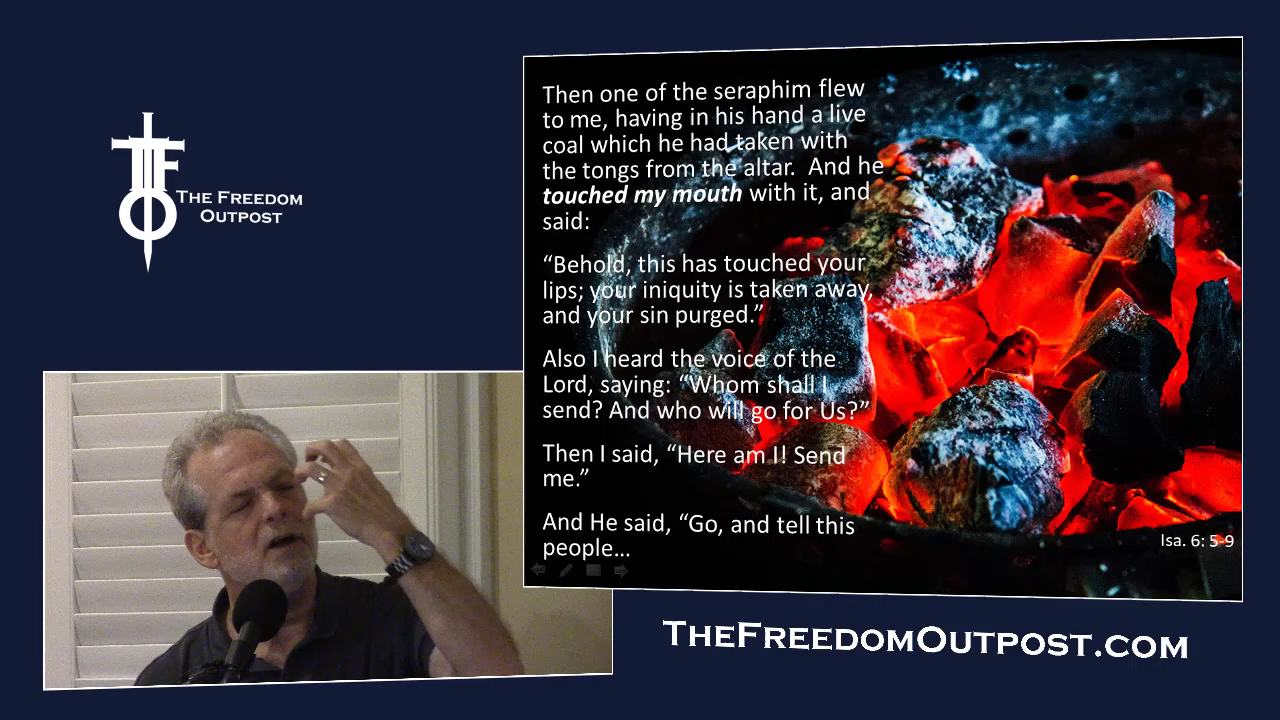 TF
O
THE FREEDOM
OUTPOST
Then one of the seraphim flew
to me, having in his hand a live
coal which he had taken with
the tongs from the altar.  And he
touched my mouth with it, and
said:
“Behold, this has touched your
lips; your iniquity is taken away,
and your sin purged.”
Also I heard the voice of the
Lord, saying: “Whom shall I
send? And who will go for Us?”
Then I said, “Here am I! Send
me.”
And He said, “Go, and tell this
people...
Isa. 6: 5-9
THEFREEDOMOUTPOST.COM